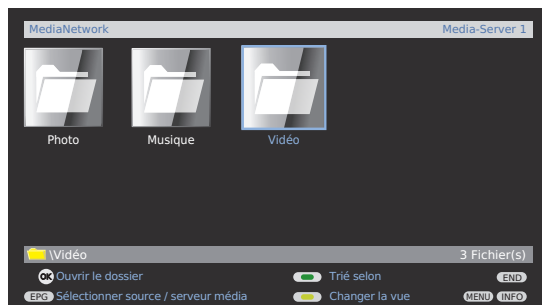 MediaNetwork Media-Server 1
Photo Musique Vidéo
\Vidéo 3 Fichier(s)
OK Ouvrir le dossier Trié selon END
EPG Sélectionner source / serveur média Changer la vue MENU INFO